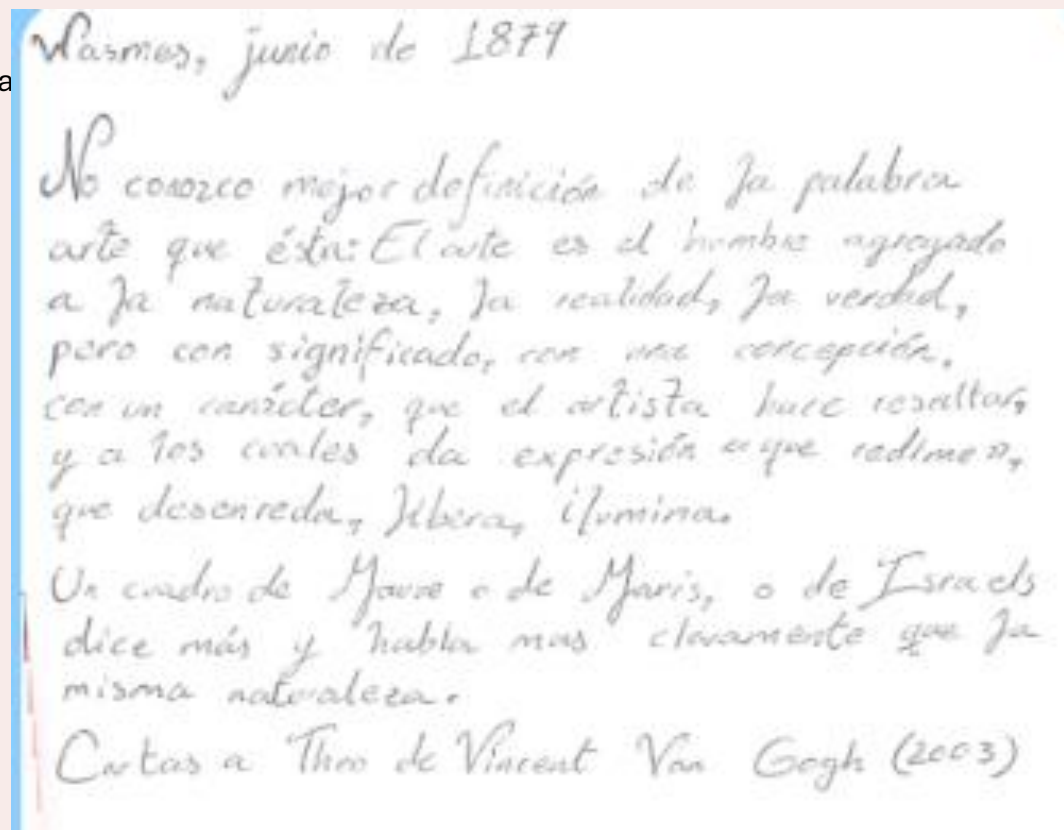 Wasmes, junio de 1879
a
No conozco mejor definición de la palabra
arte que ésta: El arte es el hombre agregado
a la naturaleza, la realidad, la verdad,
pero con significado, con una concepción,
con un carácter, que el artista hace resaltar,
y a los cuales da expresión «que redime»,
que desenreda, libera, ilumina.
Un cuadro de Mauve o de Maris, o de Israels
dice más y habla mas claramente que la
misma naturaleza.
Cartas a Theo de Vincent Van Gogh (2003)